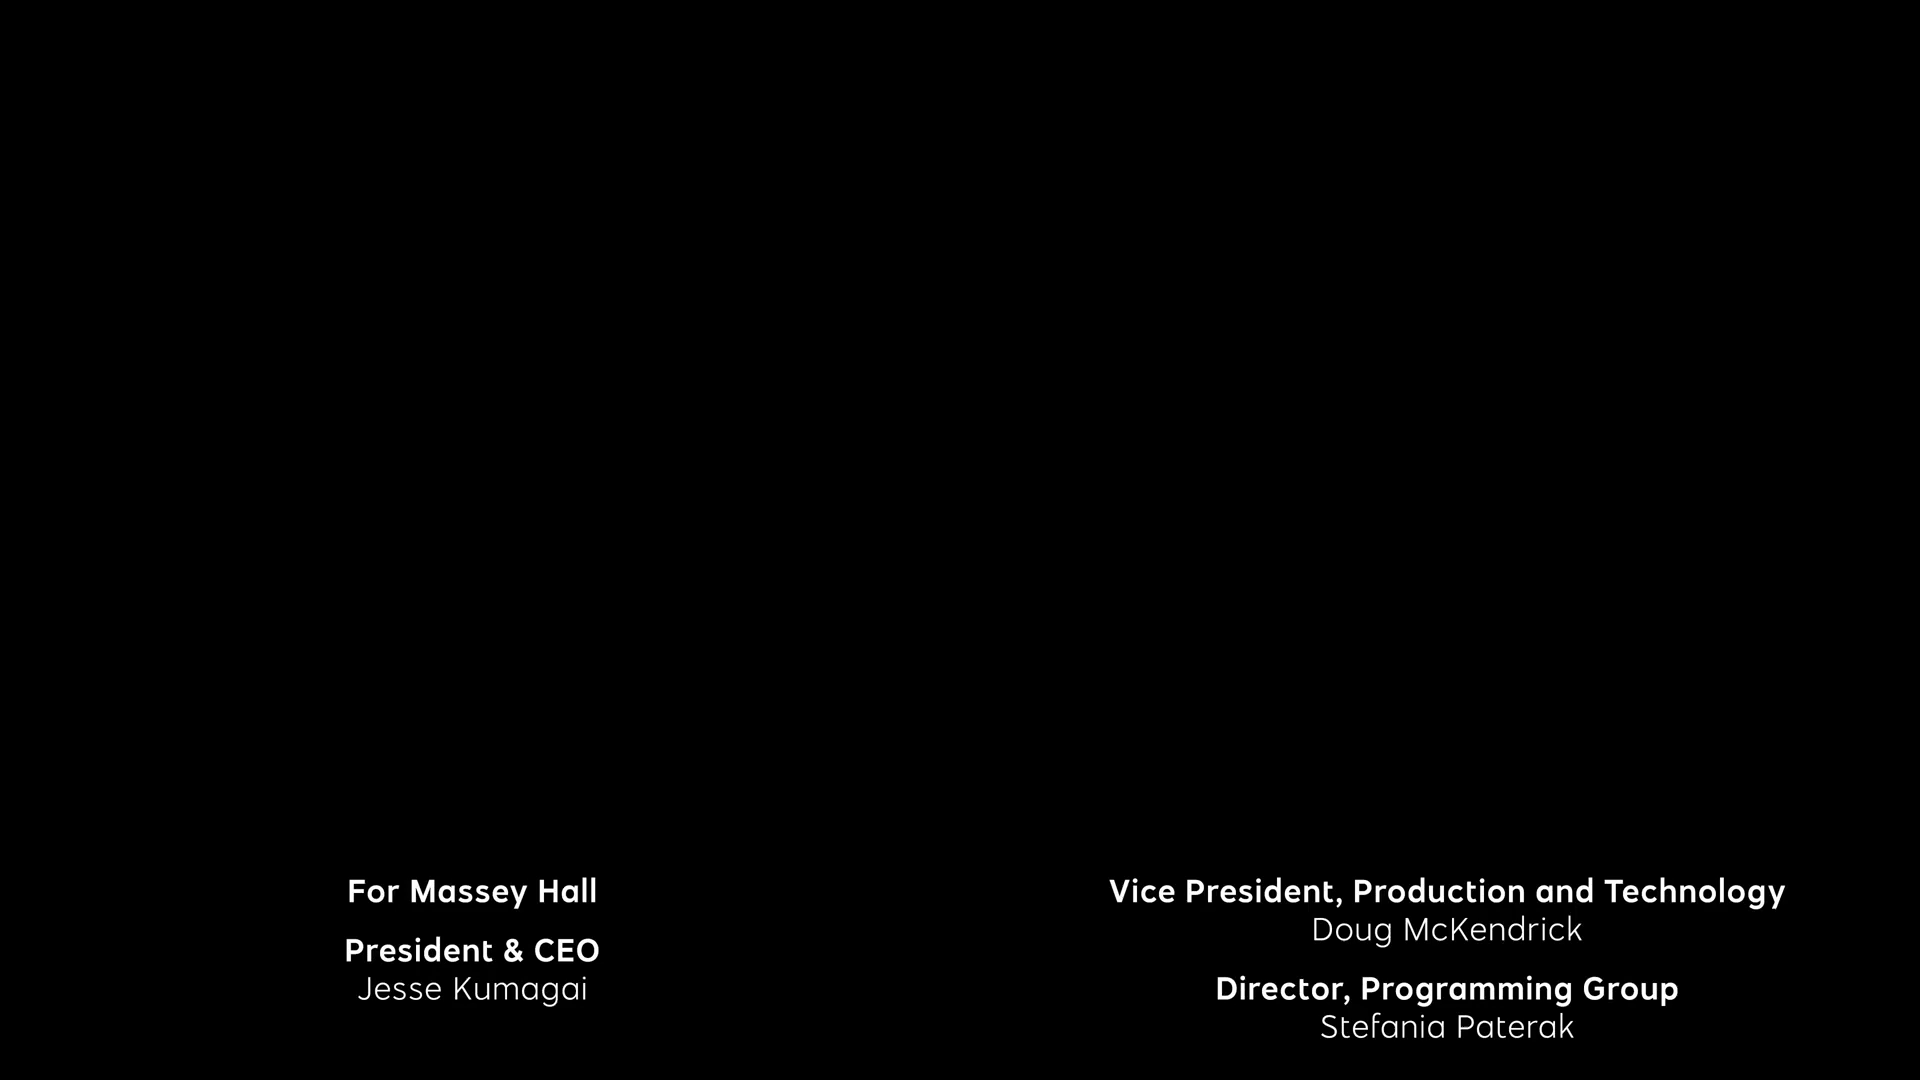 For Massey Hall
President & CEO
Jesse Kumagai
Vice President, Production and Technology
Doug McKendrick
Director, Programming Group
Stefania Paterak